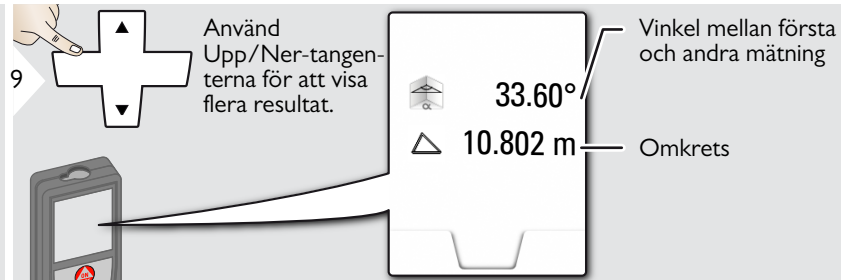 9
Använd
Upp/Ner-tangen-
terna för att visa
flera resultat.
α
33.60°
10.802 m
Vinkel mellan första
och andra mätning
Omkrets
ON